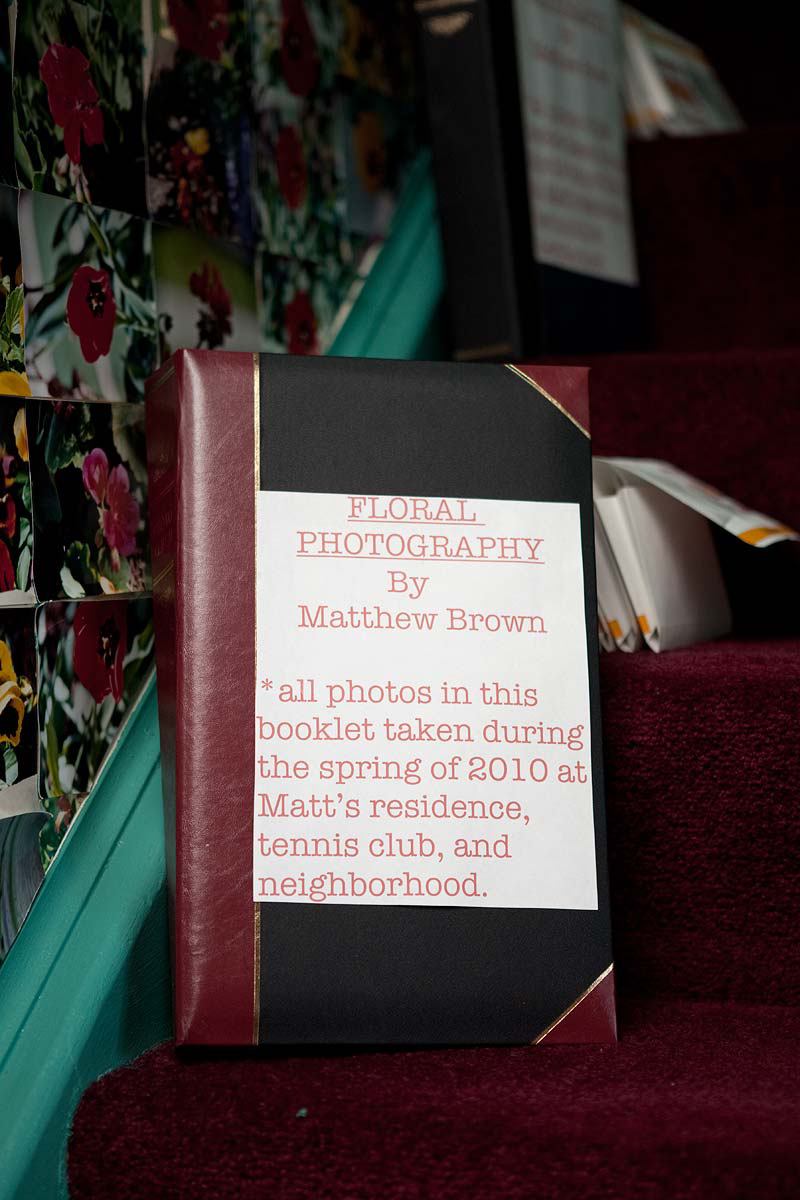 FLORAL
PHOTOGRAPHY
By
Matthew Brown
*all photos in this
booklet taken during
the spring of 2010 at
Matt's residence,
tennis club, and
neighborhood.